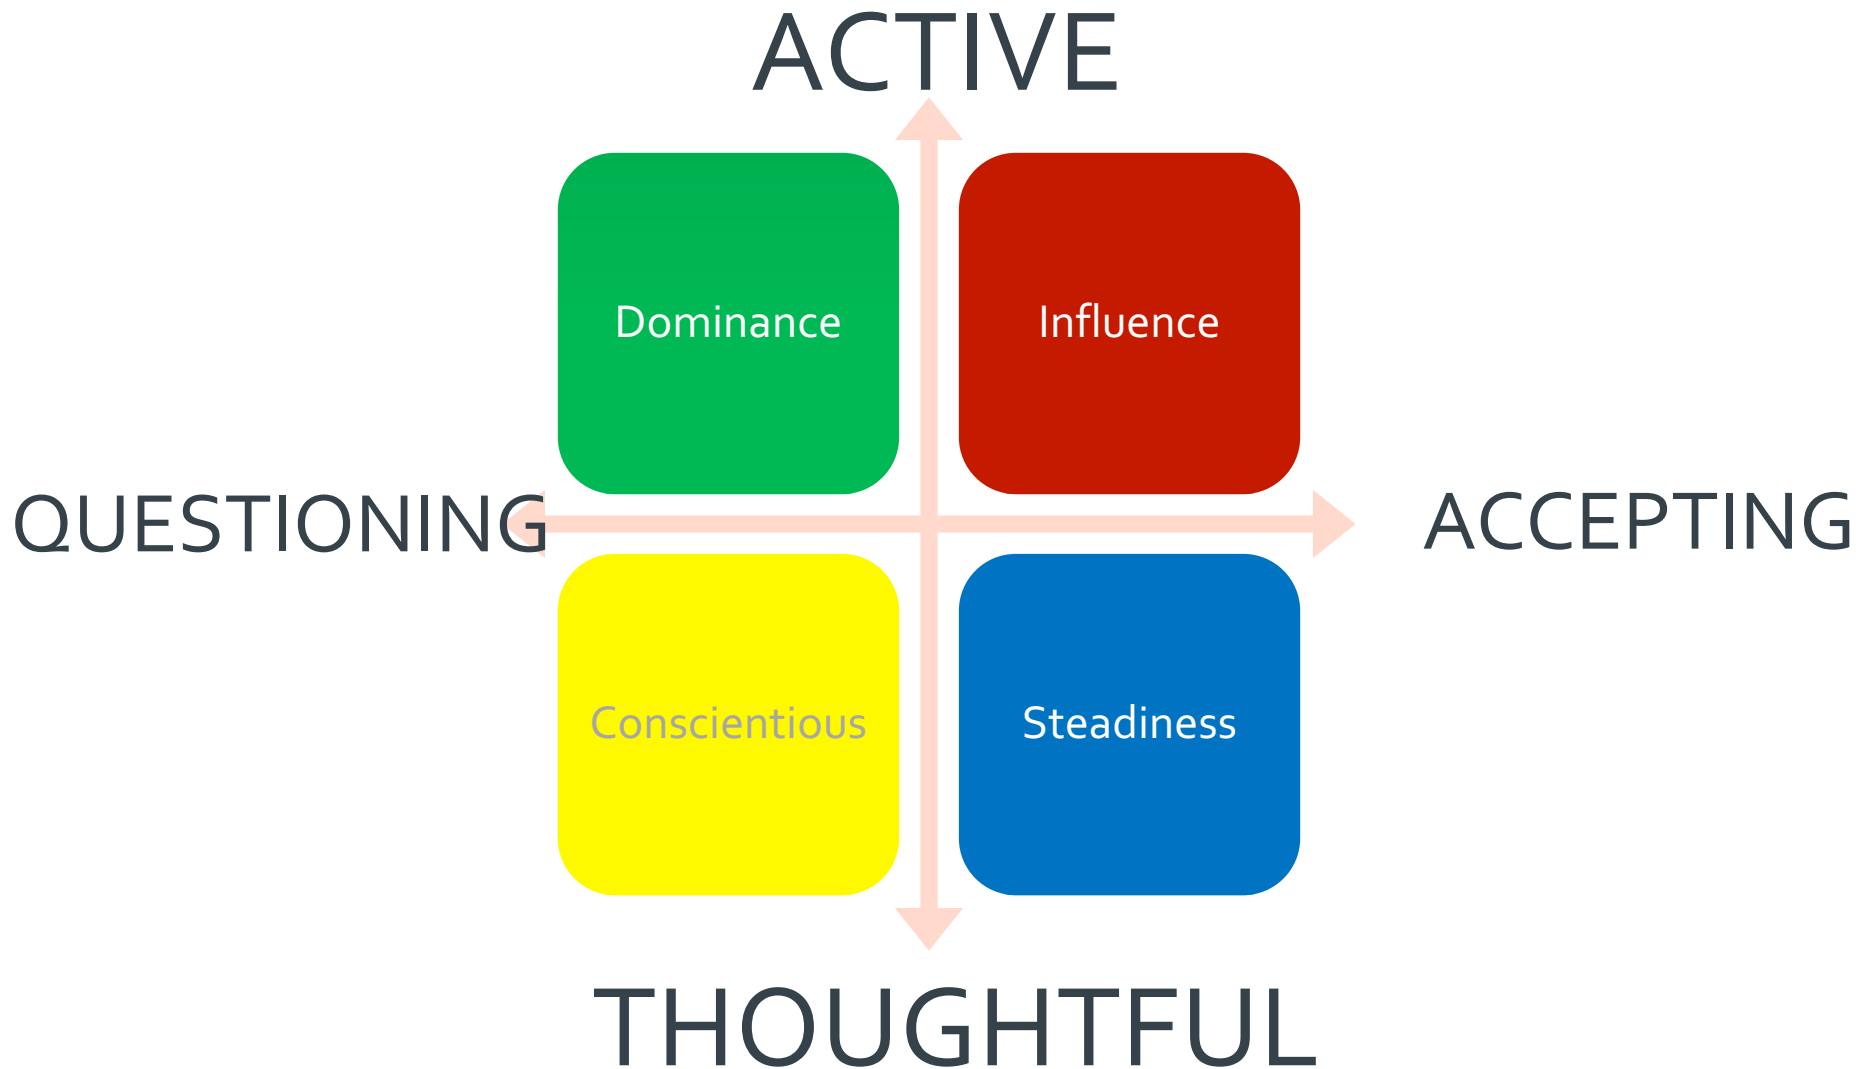 ACTIVE
Dominance
Influence
QUESTIONING
ACCEPTING
Conscientious
Steadiness
THOUGHTFUL